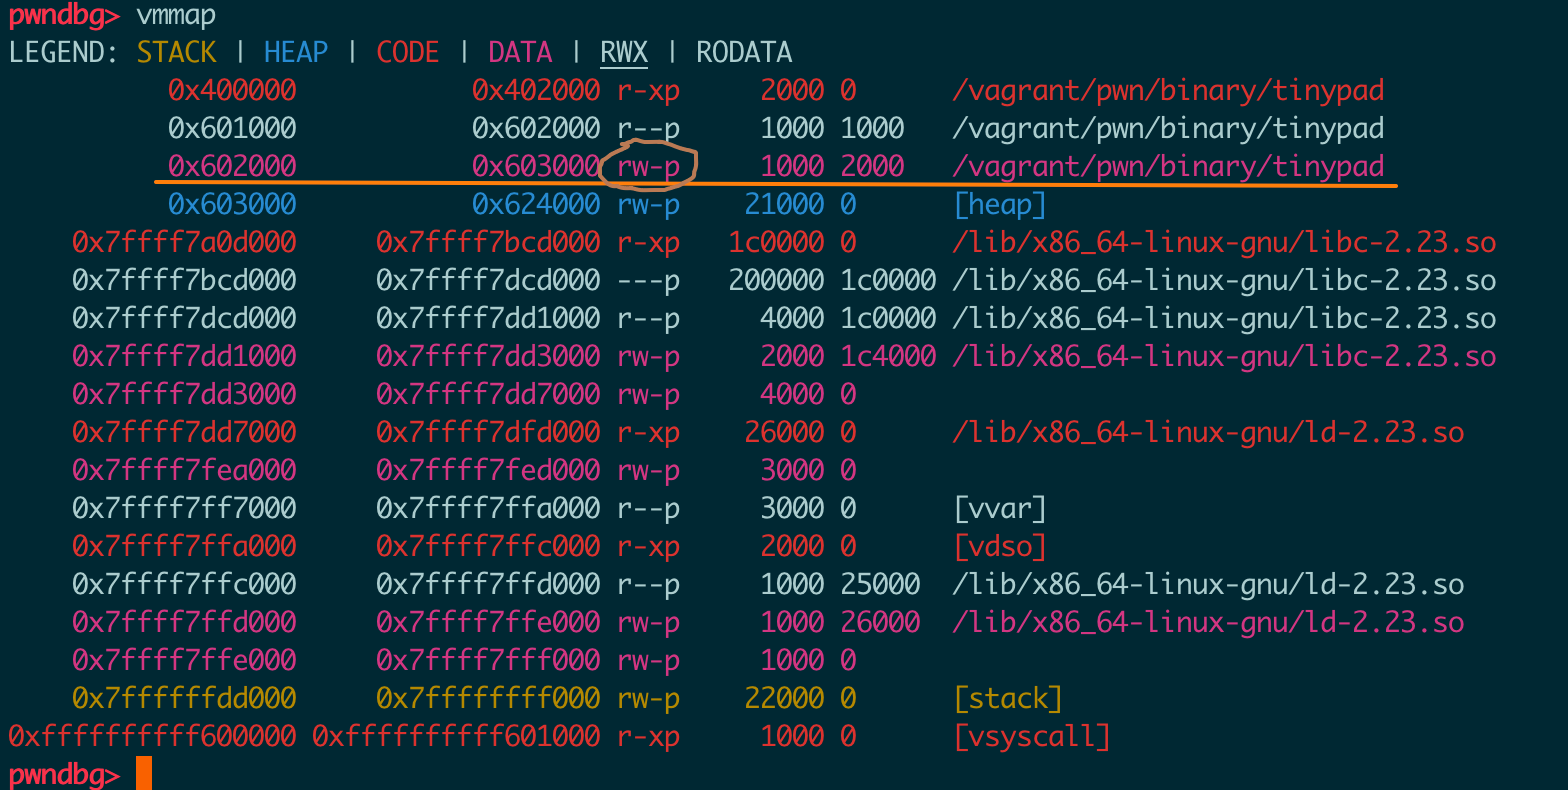 pwndbg> vmmap
LEGEND: STACK | HEAP | CODE | DATA | RWX | RODATA
0x400000 0x402000 r-xp 2000 0 /vagrant/pwn/binary/tinypad
0x601000 0x602000 r--p 1000 1000 /vagrant/pwn/binary/tinypad
0x602000 0x603000 rw-p 1000 2000 /vagrant/pwn/binary/tinypad
0x603000 0x624000 rw-p 21000 0 [heap]
0x7ffff7a0d000 0x7ffff7bcd000 r-xp 1c0000 0 /lib/x86_64-linux-gnu/libc-2.23.so
0x7ffff7bcd000 0x7ffff7dcd000 ---p 200000 1c0000 /lib/x86_64-linux-gnu/libc-2.23.so
0x7ffff7dcd000 0x7ffff7dd1000 r--p 4000 1c0000 /lib/x86_64-linux-gnu/libc-2.23.so
0x7ffff7dd1000 0x7ffff7dd3000 rw-p 2000 1c4000 /lib/x86_64-linux-gnu/libc-2.23.so
0x7ffff7dd3000 0x7ffff7dd7000 rw-p 4000 0
0x7ffff7dd7000 0x7ffff7dfd000 r-xp 26000 0 /lib/x86_64-linux-gnu/ld-2.23.so
0x7ffff7fea000 0x7ffff7fed000 rw-p 3000 0
0x7ffff7ff7000 0x7ffff7ffa000 r--p 3000 0 [vvar]
0x7ffff7ffa000 0x7ffff7ffc000 r-xp 2000 0 [vdso]
0x7ffff7ffc000 0x7ffff7ffd000 r--p 1000 25000 /lib/x86_64-linux-gnu/ld-2.23.so
0x7ffff7ffd000 0x7ffff7ffe000 rw-p 1000 26000 /lib/x86_64-linux-gnu/ld-2.23.so
0x7ffff7ffe000 0x7ffff7fff000 rw-p 1000 0
0x7ffffffdd000 0x7ffffffff000 rw-p 22000 0 [stack]
0xffffffffff600000 0xffffffffff601000 r-xp 1000 0 [vsyscall]
pwndbg>